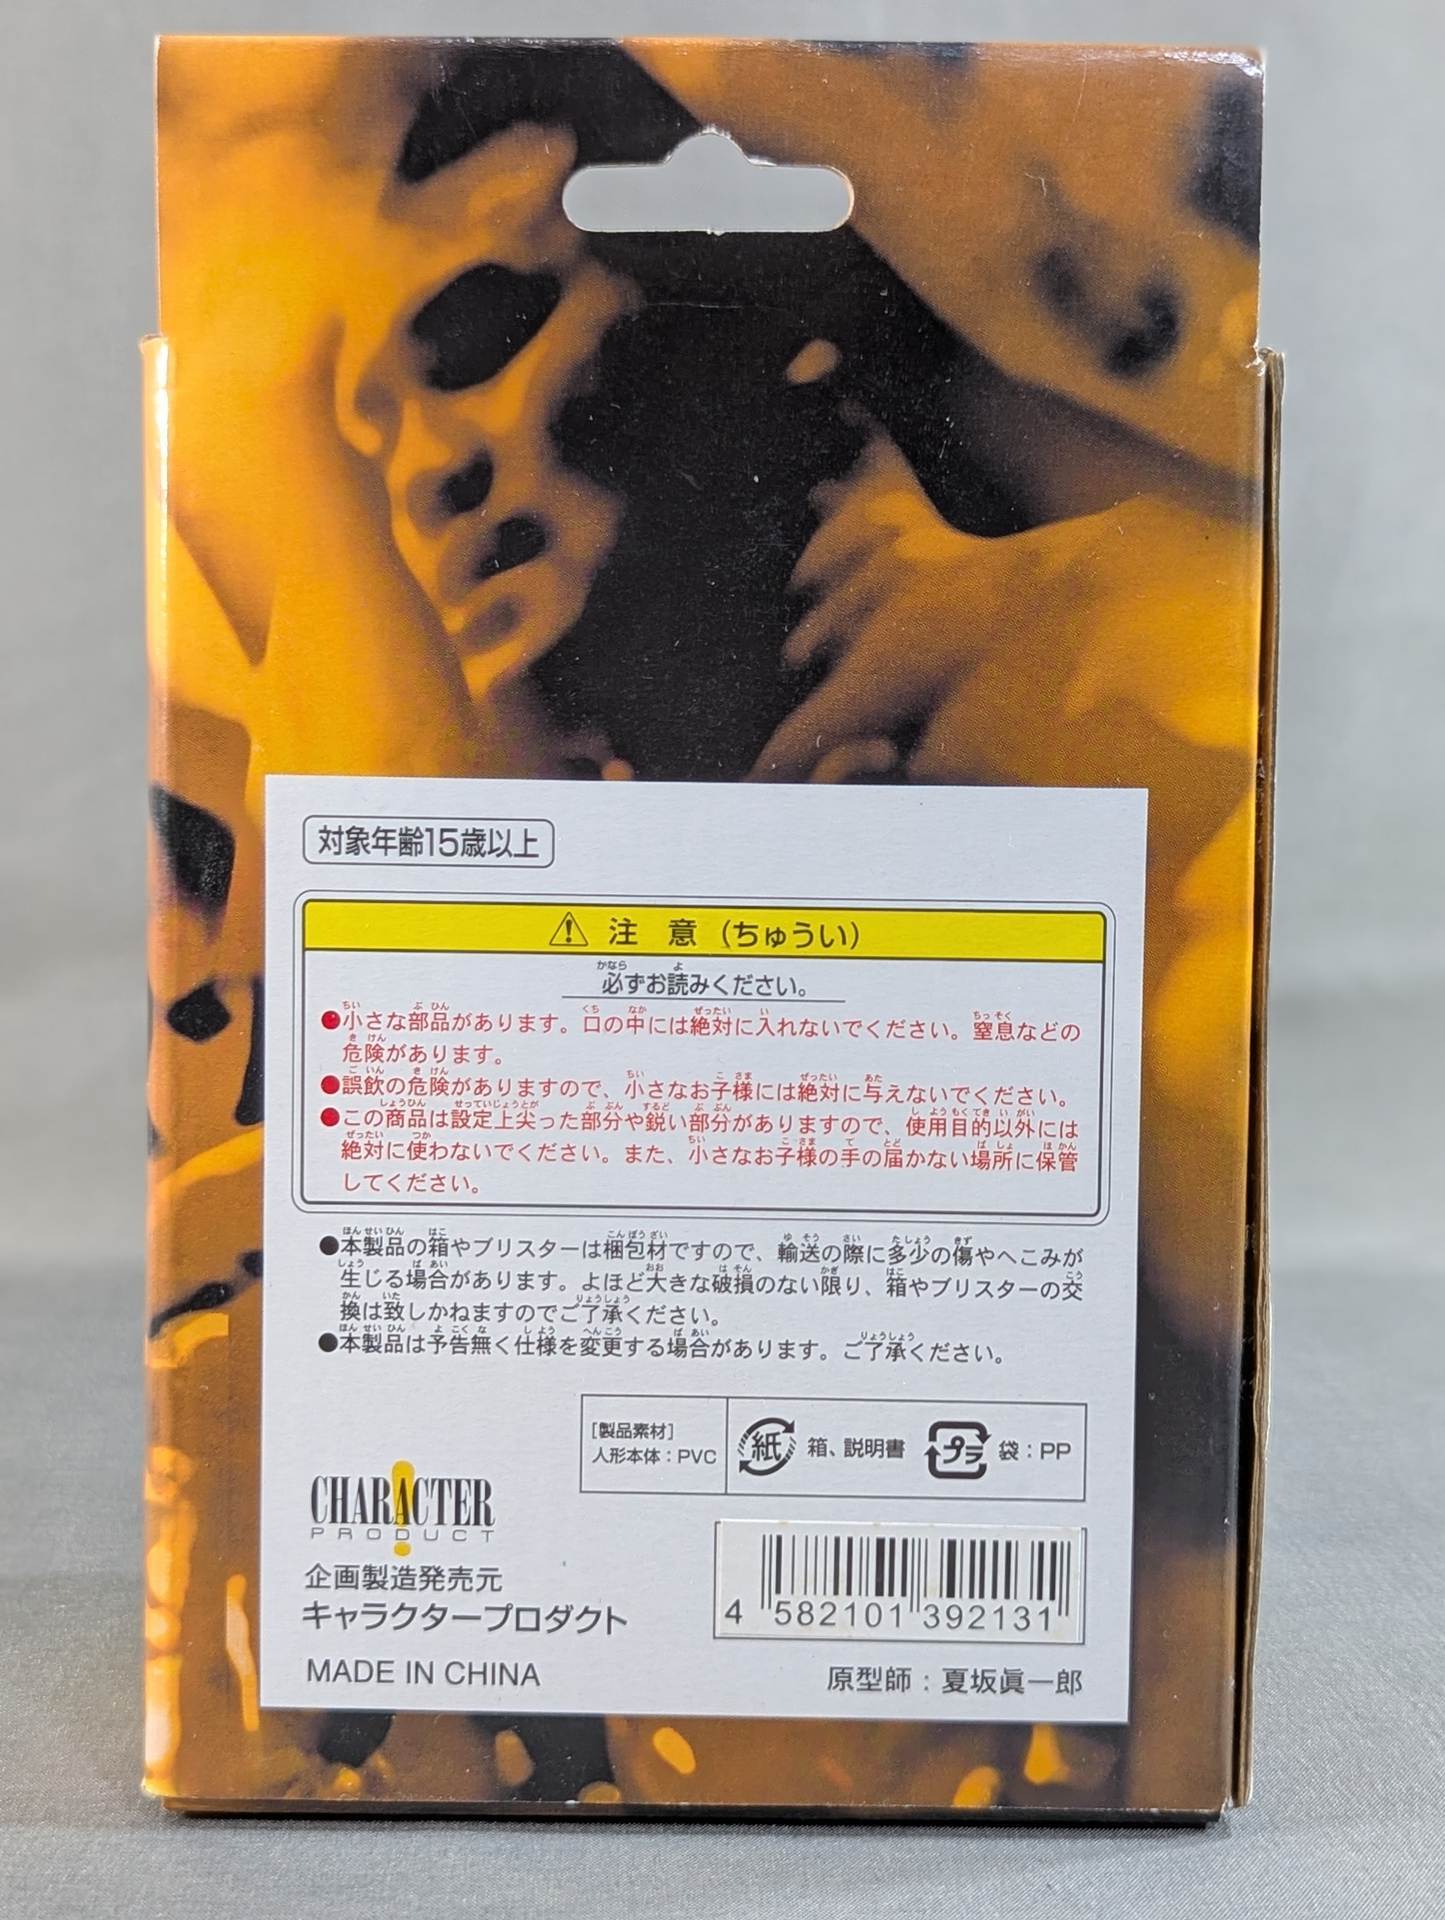 対象年齢15歳以上
注 意（ちゅうい）
必ずお読みください。
●小さな部品があります。口の中には絶対に入れないでください。窒息などの
危険があります。
●誤飲の危険がありますので、小さなお子様には絶対に与えないでください。
●この商品は設定上尖った部分や鋭い部分がありますので、使用目的以外には
絶対に使わないでください。また、小さなお子様の手の届かない場所に保管
してください。
●本製品の箱やブリスターは梱包材ですので、輸送の際に多少の傷やへこみが
生じる場合があります。よほど大きな破損のない限り、箱やブリスターの交
換は致しかねますのでご了承ください。
●本製品は予告無く仕様を変更する場合があります。ご了承ください。
[製品素材]
人形本体：PVC
紙 箱、説明書
プラ 袋：PP
CHARACTER
PRODUCT
企画製造発売元
キャラクタープロダクト
4 582101 392131
MADE IN CHINA
原型師：夏坂眞一郎